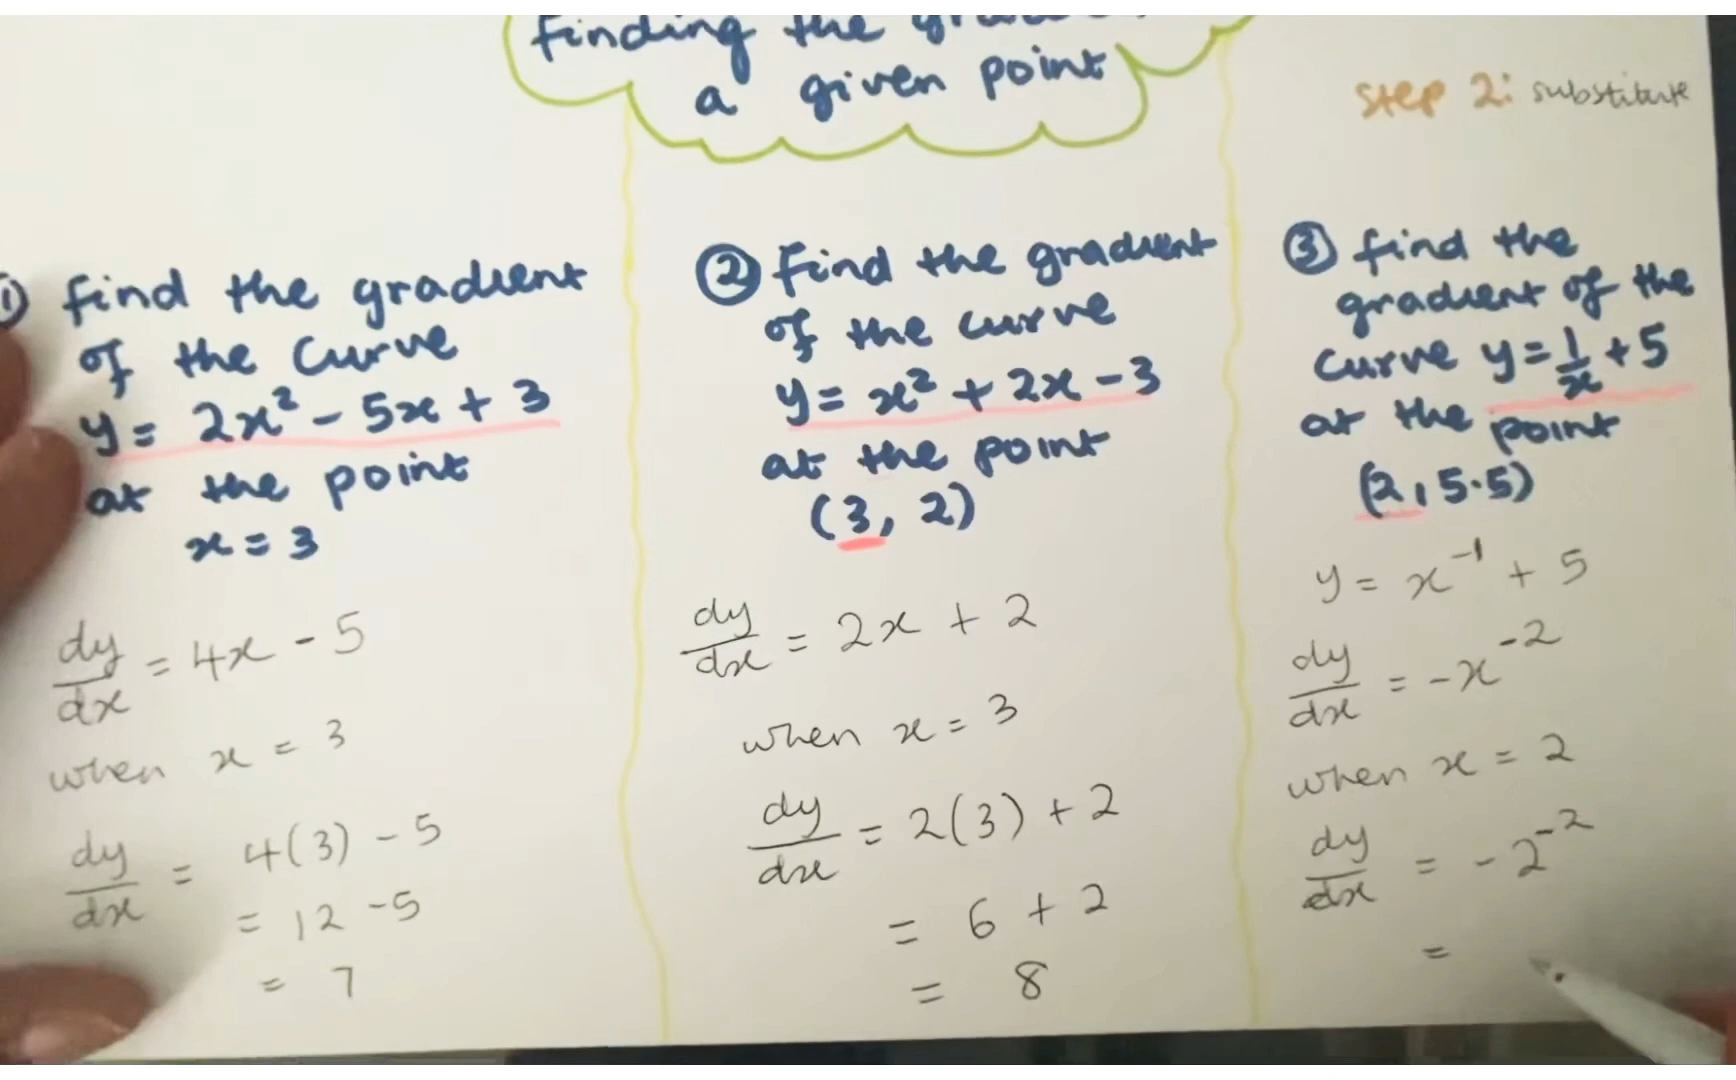 finding the
a given point
step 2: substitute
① find the gradient
of the curve
y = 2x² - 5x + 3
at the point
x = 3
dy/dx = 4x - 5
when x = 3
dy/dx = 4(3) - 5
= 12 - 5
= 7
② Find the gradient
of the curve
y = x² + 2x - 3
at the point
(3, 2)
dy/dx = 2x + 2
when x = 3
dy/dx = 2(3) + 2
= 6 + 2
= 8
③ find the
gradient of the
curve y = 1/x + 5
at the point
(2, 5.5)
y = x⁻¹ + 5
dy/dx = -x⁻²
when x = 2
dy/dx = -2⁻²
=